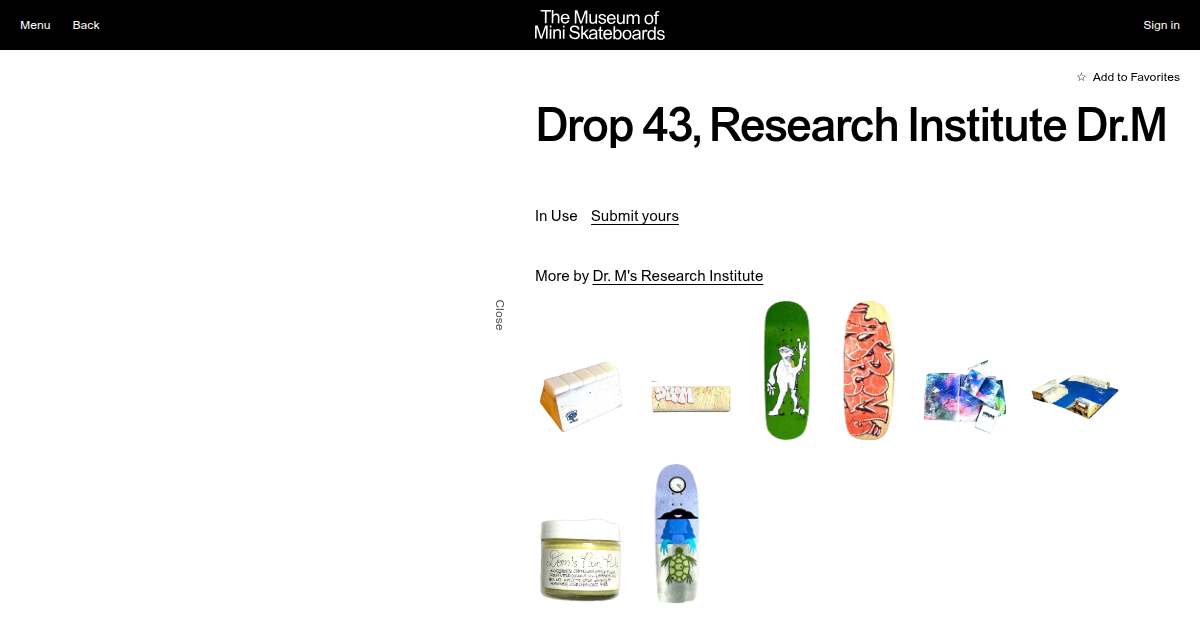 Menu
Back
The Museum of
Mini Skateboards
Sign in
☆ Add to Favorites
Drop 43, Research Institute Dr.M
In Use
Submit yours
More by Dr. M's Research Institute
Close